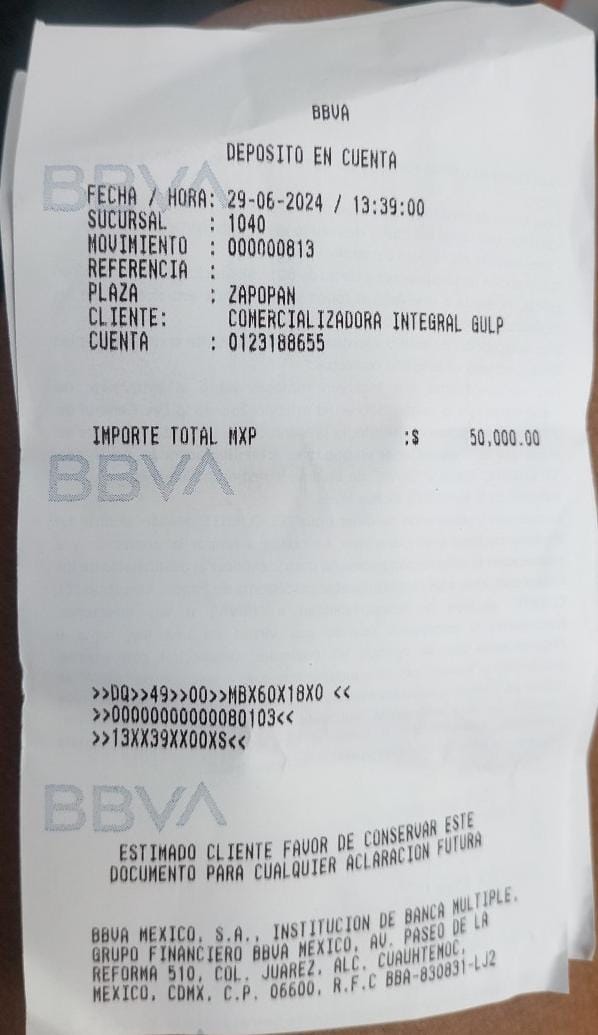 BBVA
DEPOSITO EN CUENTA
BBVA
FECHA / HORA: 29-06-2024 / 13:39:00
SUCURSAL : 1040
MOVIMIENTO : 000000813
REFERENCIA :
PLAZA : ZAPOPAN
CLIENTE: COMERCIALIZADORA INTEGRAL GULP
CUENTA : 0123188655
IMPORTE TOTAL MXP :$ 50,000.00
BBVA
>>DQ>>49>>00>>MBX60X18X0 <<
>>00000000000080103<<
>>13XX39XX00XS<<
BBVA
ESTIMADO CLIENTE FAVOR DE CONSERVAR ESTE
DOCUMENTO PARA CUALQUIER ACLARACION FUTURA
BBVA MEXICO, S.A., INSTITUCION DE BANCA MULTIPLE,
GRUPO FINANCIERO BBVA MEXICO, AV. PASEO DE LA
REFORMA 510, COL. JUAREZ, ALC. CUAUHTEMOC,
MEXICO, CDMX, C.P. 06600, R.F.C BBA-830831-LJ2